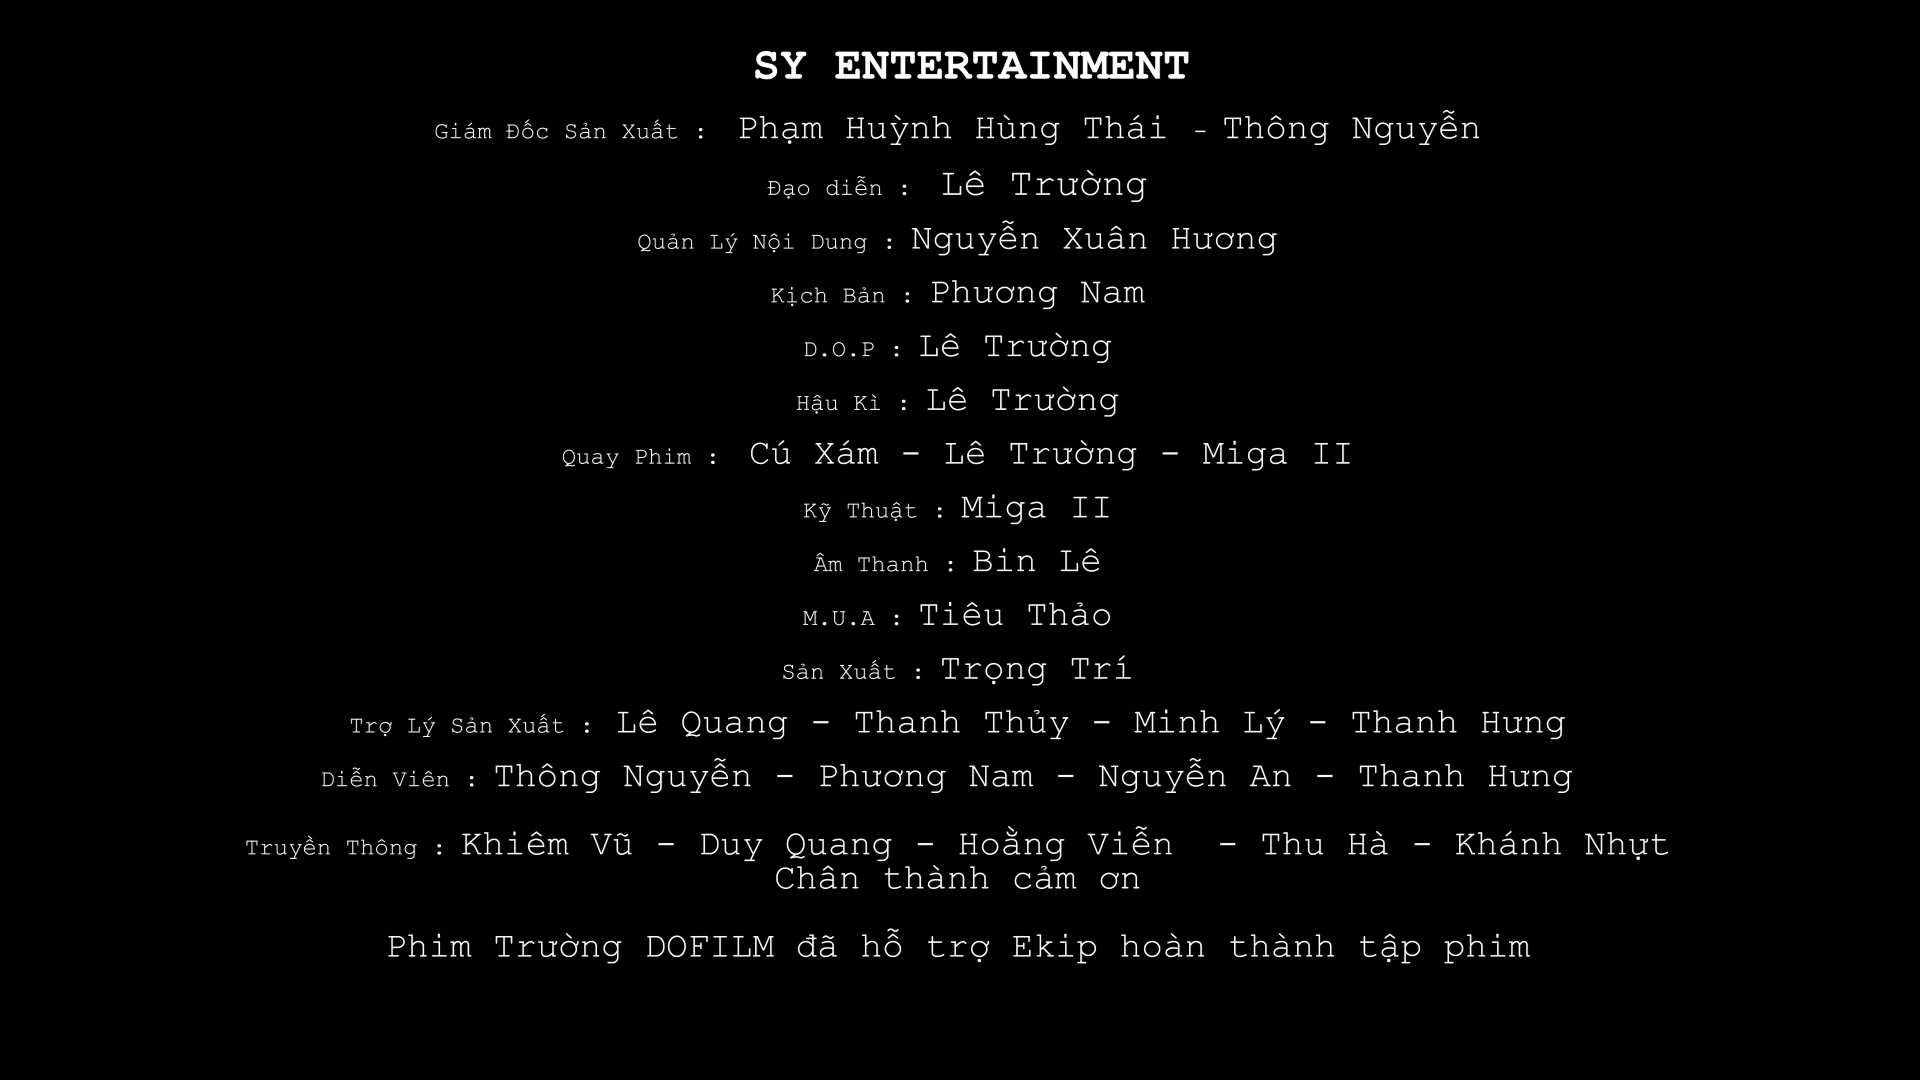 SY ENTERTAINMENT
Giám Đốc Sản Xuất : Phạm Huỳnh Hùng Thái - Thông Nguyễn
Đạo diễn : Lê Trường
Quản Lý Nội Dung : Nguyễn Xuân Hương
Kịch Bản : Phương Nam
D.O.P : Lê Trường
Hậu Kì : Lê Trường
Quay Phim : Cú Xám - Lê Trường - Miga II
Kỹ Thuật : Miga II
Âm Thanh : Bin Lê
M.U.A : Tiêu Thảo
Sản Xuất : Trọng Trí
Trợ Lý Sản Xuất : Lê Quang - Thanh Thủy - Minh Lý - Thanh Hưng
Diễn Viên : Thông Nguyễn - Phương Nam - Nguyễn An - Thanh Hưng
Truyền Thông : Khiêm Vũ - Duy Quang - Hoằng Viễn - Thu Hà - Khánh Nhựt
Chân thành cảm ơn
Phim Trường DOFILM đã hỗ trợ Ekip hoàn thành tập phim